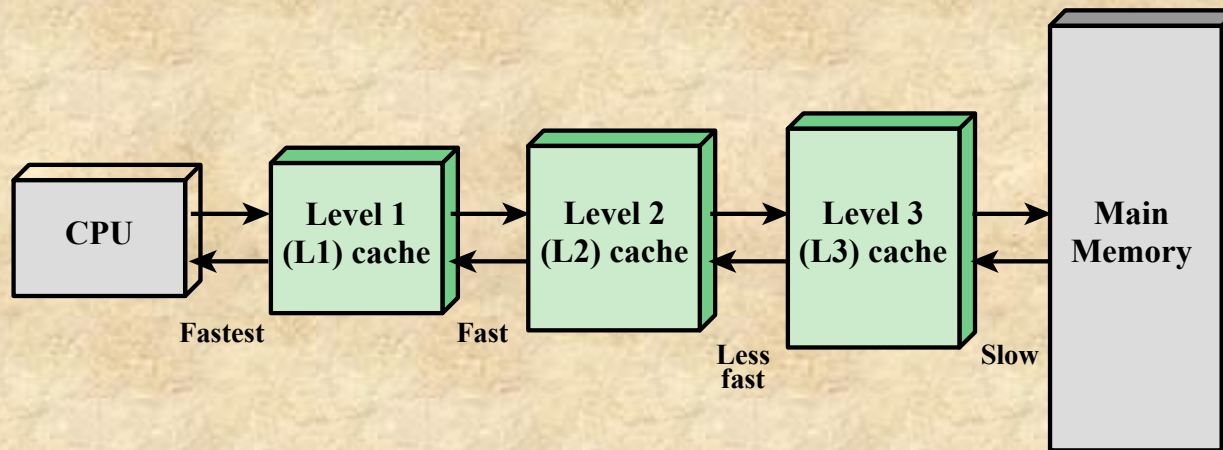 CPU
Level 1
(L1) cache
Level 2
(L2) cache
Level 3
(L3) cache
Main
Memory
Fastest
Fast
Less
fast
Slow